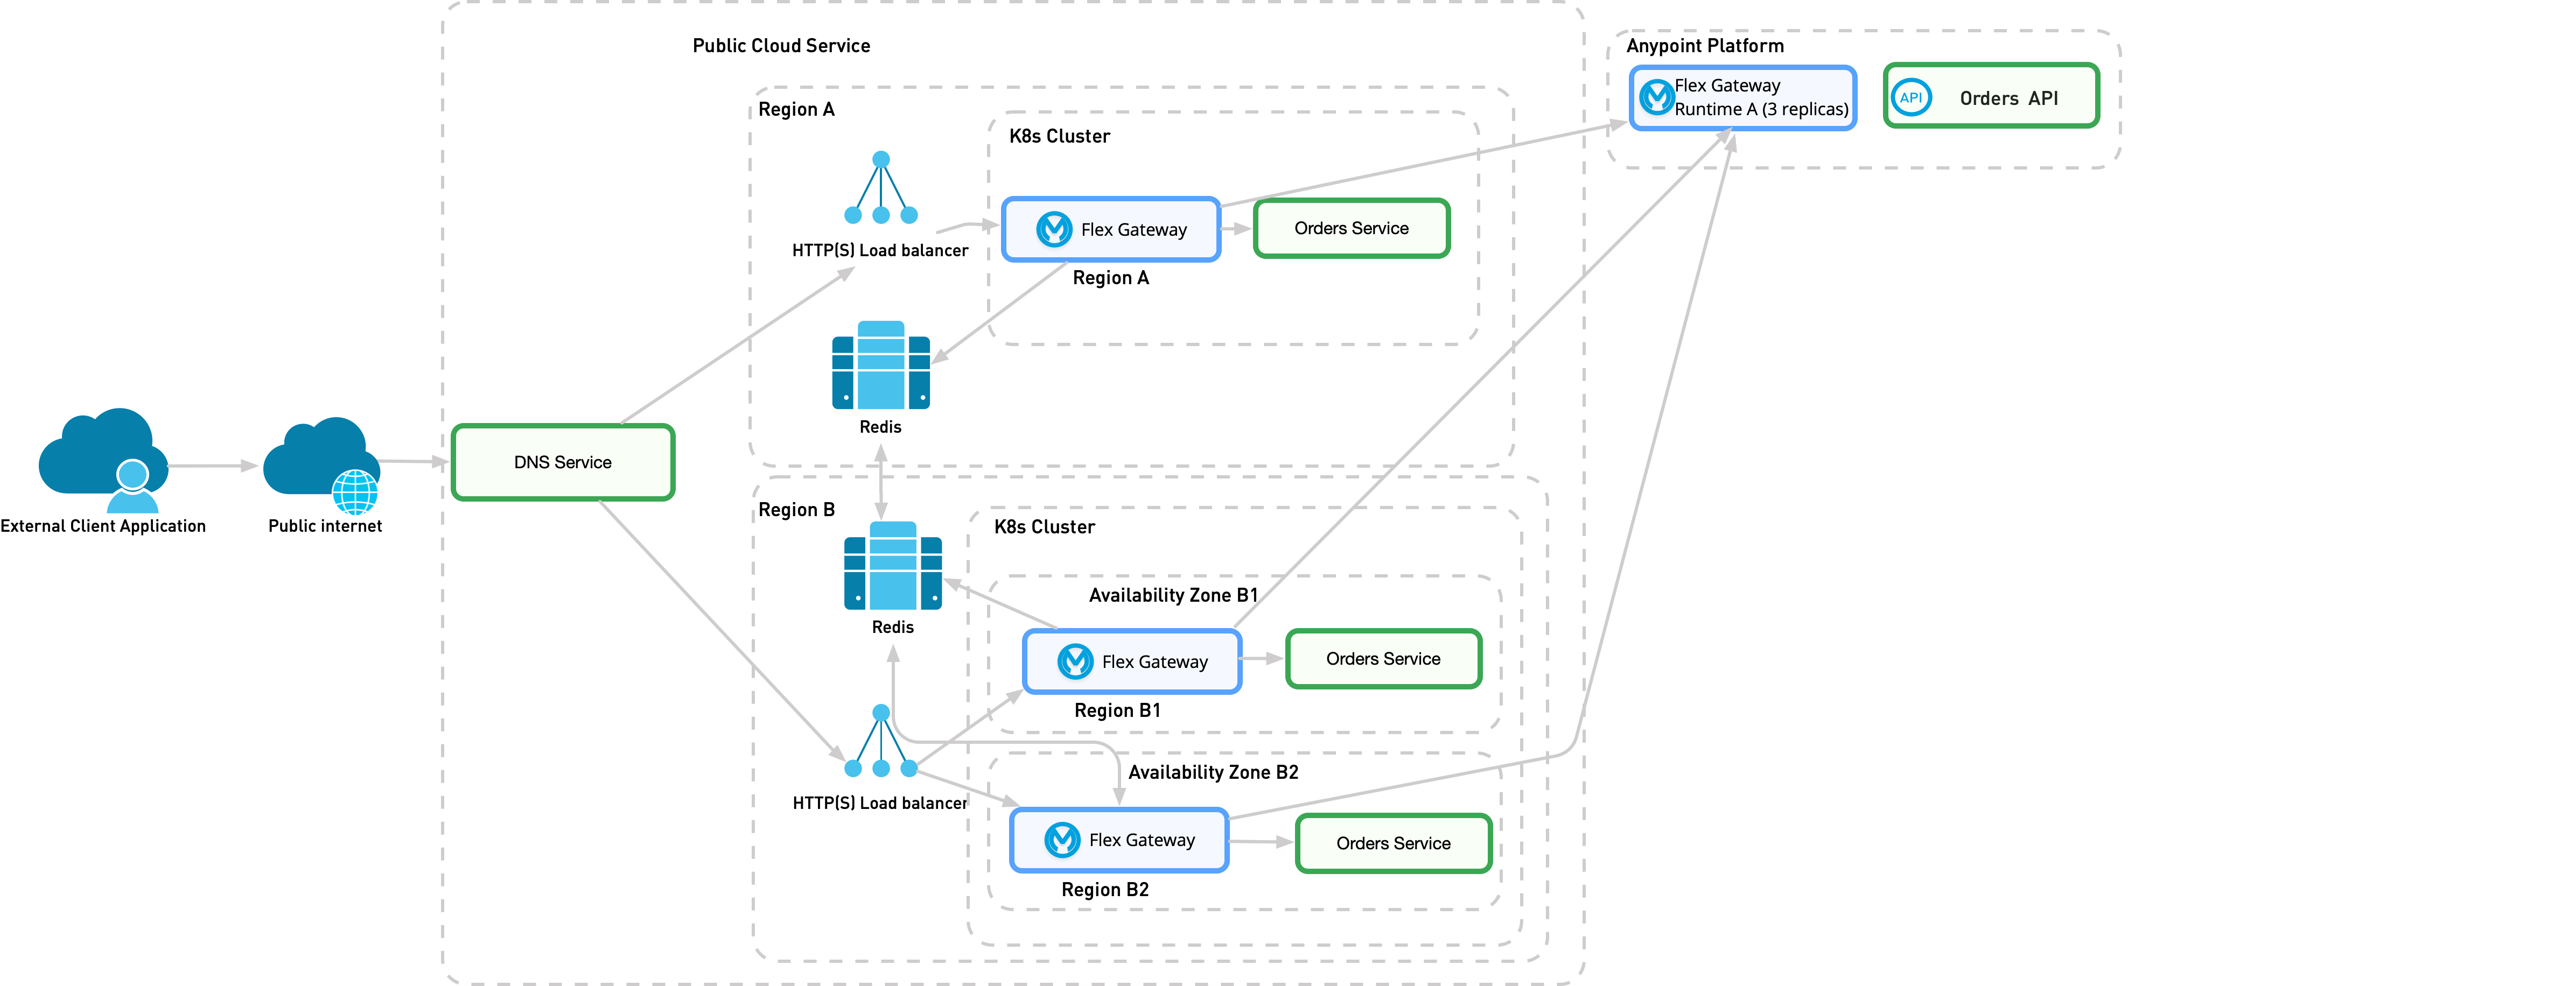 Public Cloud Service
Anypoint Platform
Flex Gateway
Runtime A (3 replicas)
API
Orders API
Region A
K8s Cluster
HTTP(S) Load balancer
Flex Gateway
Orders Service
Region A
Redis
DNS Service
External Client Application
Public internet
Region B
K8s Cluster
Availability Zone B1
Redis
Flex Gateway
Orders Service
Region B1
Availability Zone B2
HTTP(S) Load balancer
Flex Gateway
Orders Service
Region B2